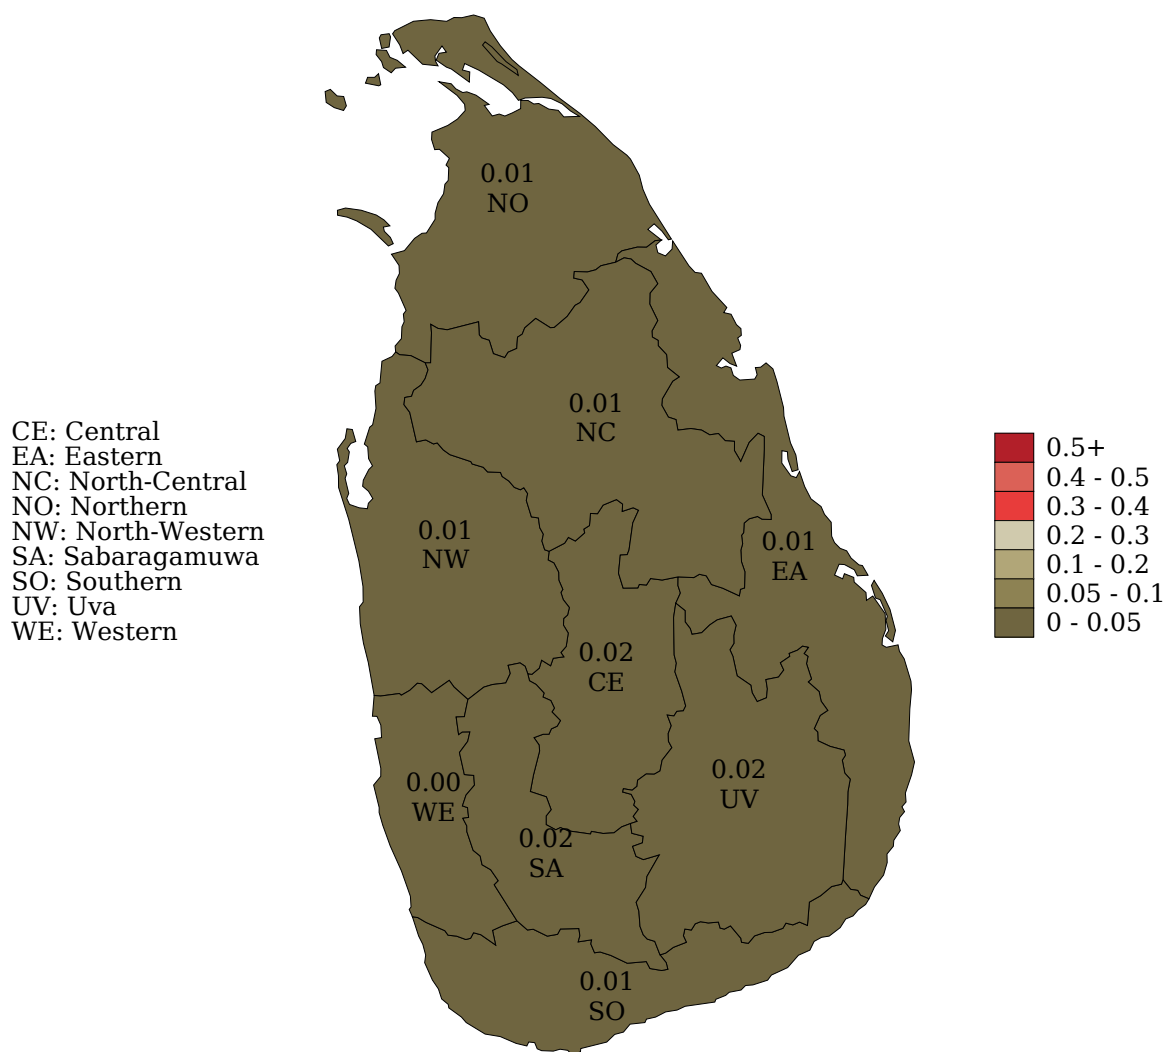 0.01
NO
0.01
NC
CE: Central
EA: Eastern
NC: North-Central
NO: Northern
NW: North-Western
SA: Sabaragamuwa
SO: Southern
UV: Uva
WE: Western
0.01
NW
0.01
EA
0.02
CE
0.02
UV
0.00
WE
0.02
SA
0.01
SO
0.5+
0.4 - 0.5
0.3 - 0.4
0.2 - 0.3
0.1 - 0.2
0.05 - 0.1
0 - 0.05